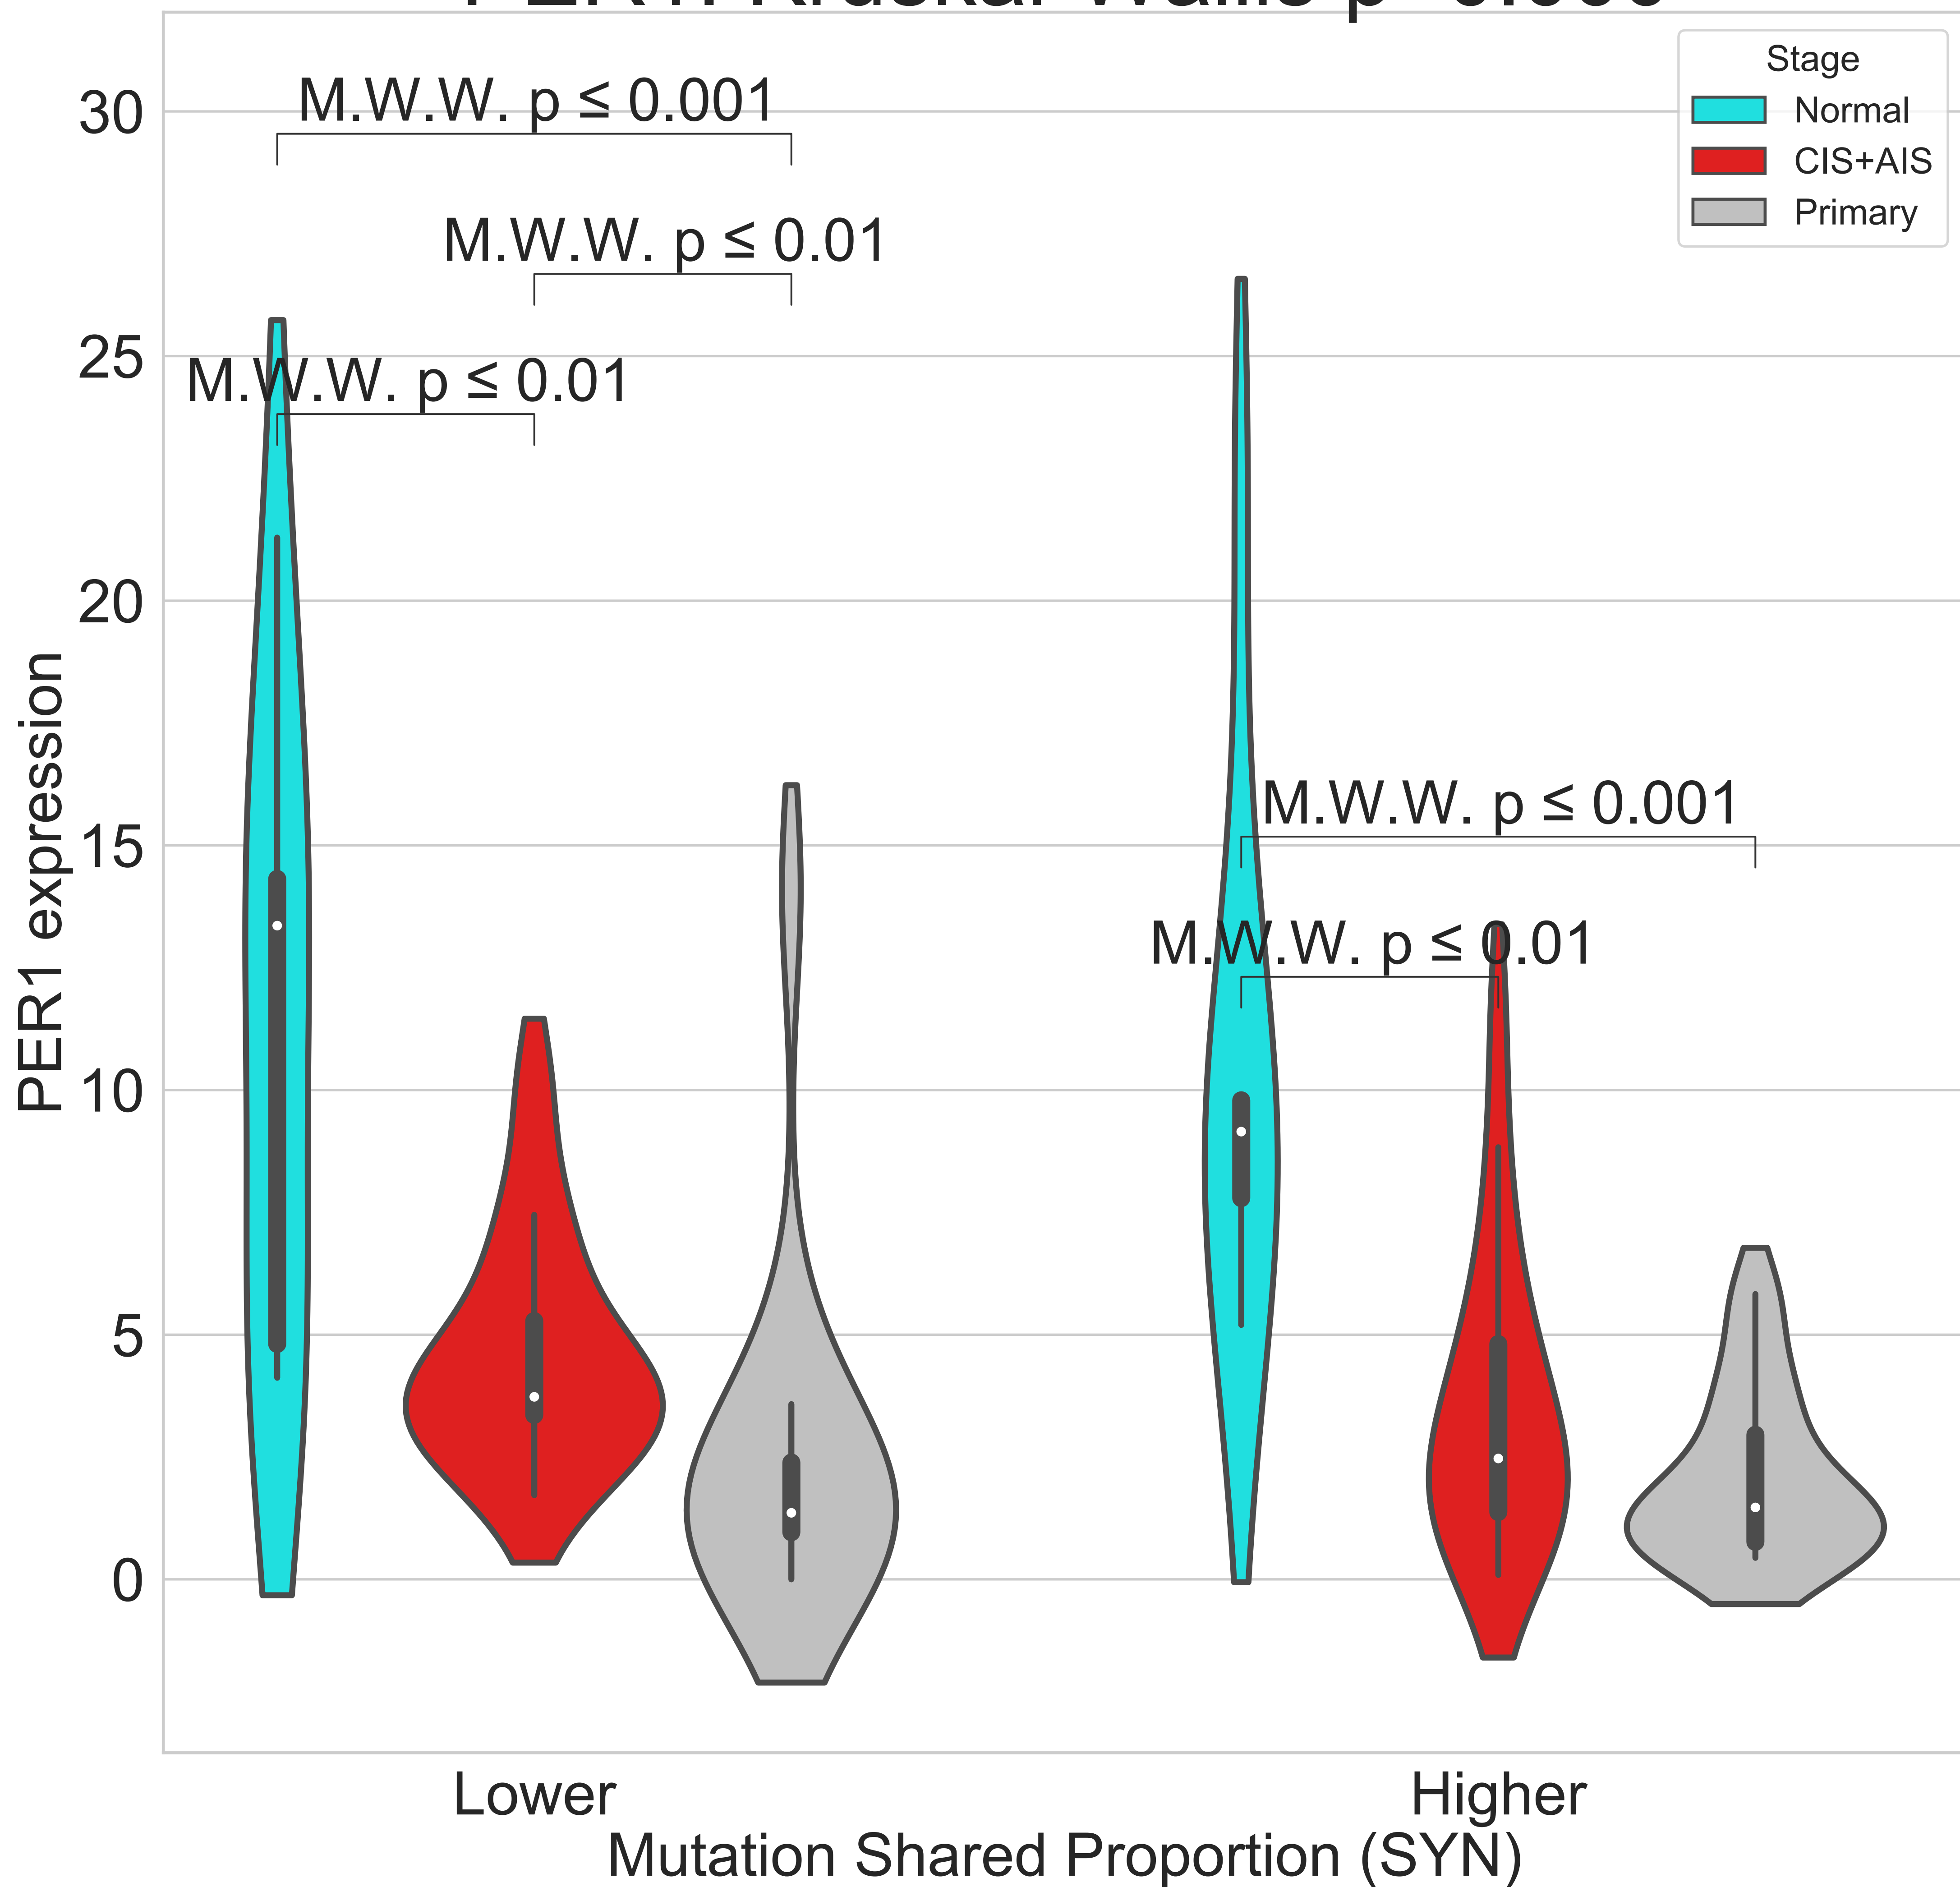 Stage
Normal
CIS+AIS
Primary
M.W.W. p ≤ 0.001
M.W.W. p ≤ 0.01
M.W.W. p ≤ 0.01
M.W.W. p ≤ 0.001
M.W.W. p ≤ 0.01
30
25
20
15
10
5
0
PER1 expression
Lower
Higher
Mutation Shared Proportion (SYN)